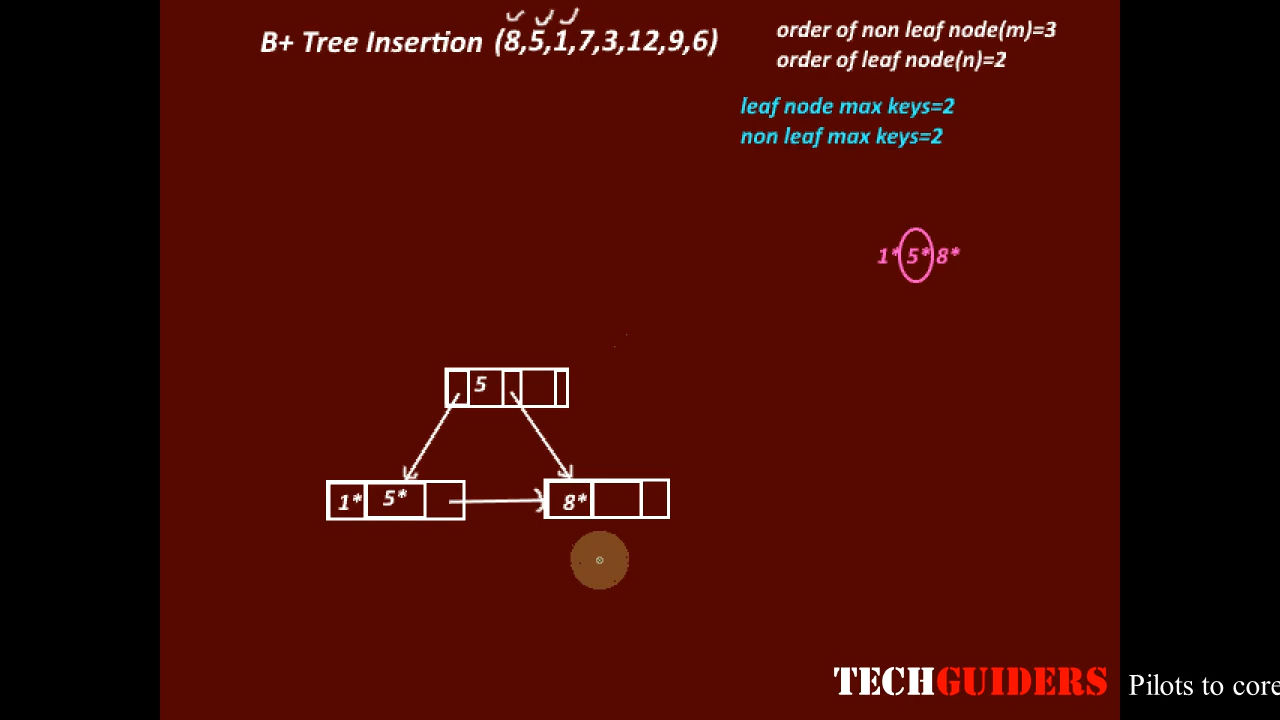 B+ Tree Insertion (8,5,1,7,3,12,9,6)
order of non leaf node(m)=3
order of leaf node(n)=2
leaf node max keys=2
non leaf max keys=2
1* 5* 8*
5
1* 5* 8*
TECHGUIDERS Pilots to core